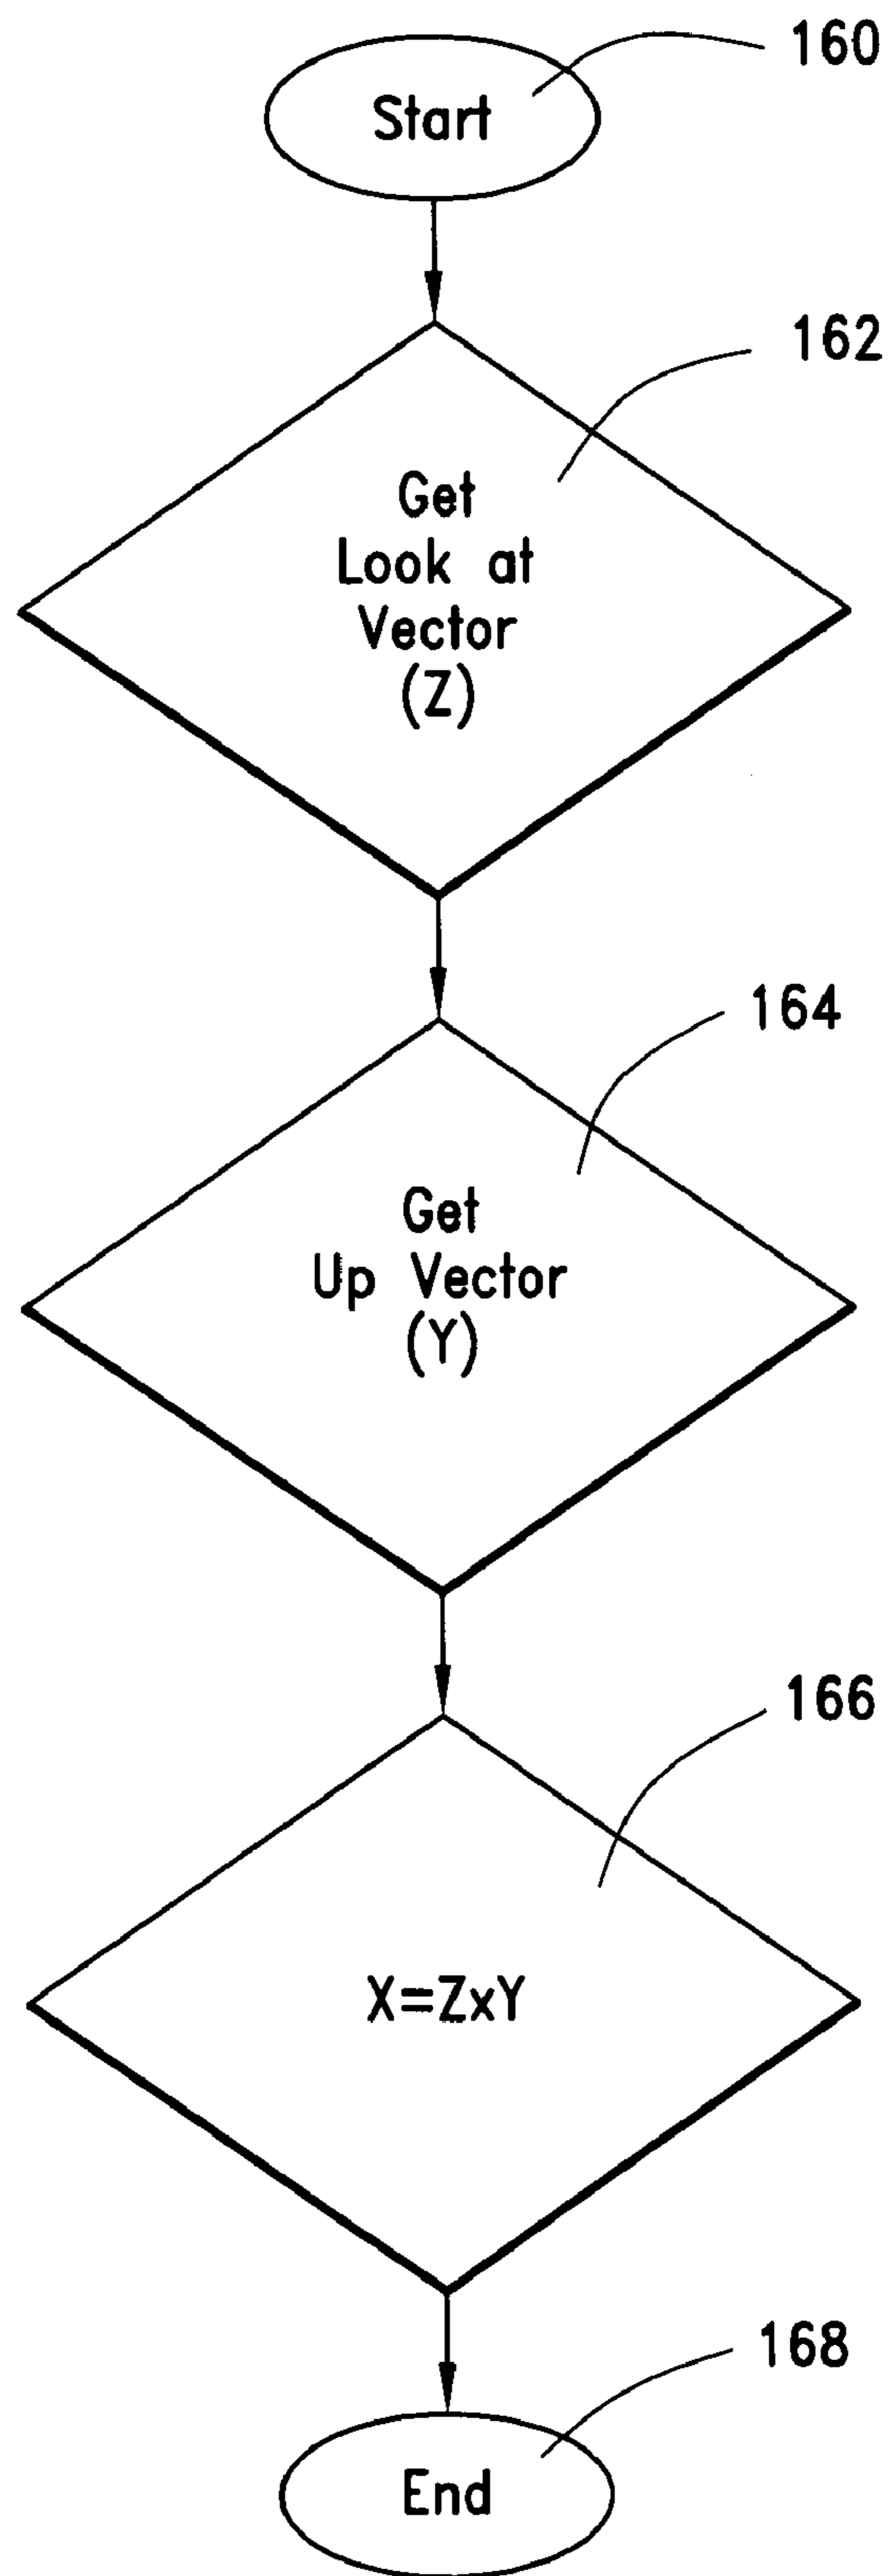 160
Start
162
Get
Look at
Vector
(Z)
164
Get
Up Vector
(Y)
166
X=ZxY
168
End